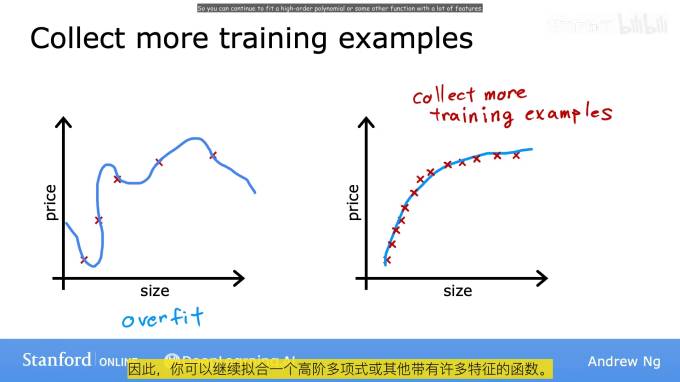 So you can continue to fit a high-order polynomial or some other function with a lot of features.
Collect more training examples
collect more
training examples
price
price
size
size
overfit
Stanford ONLINE
Andrew Ng
因此，你可以继续拟合一个高阶多项式或其他带有许多特征的函数。